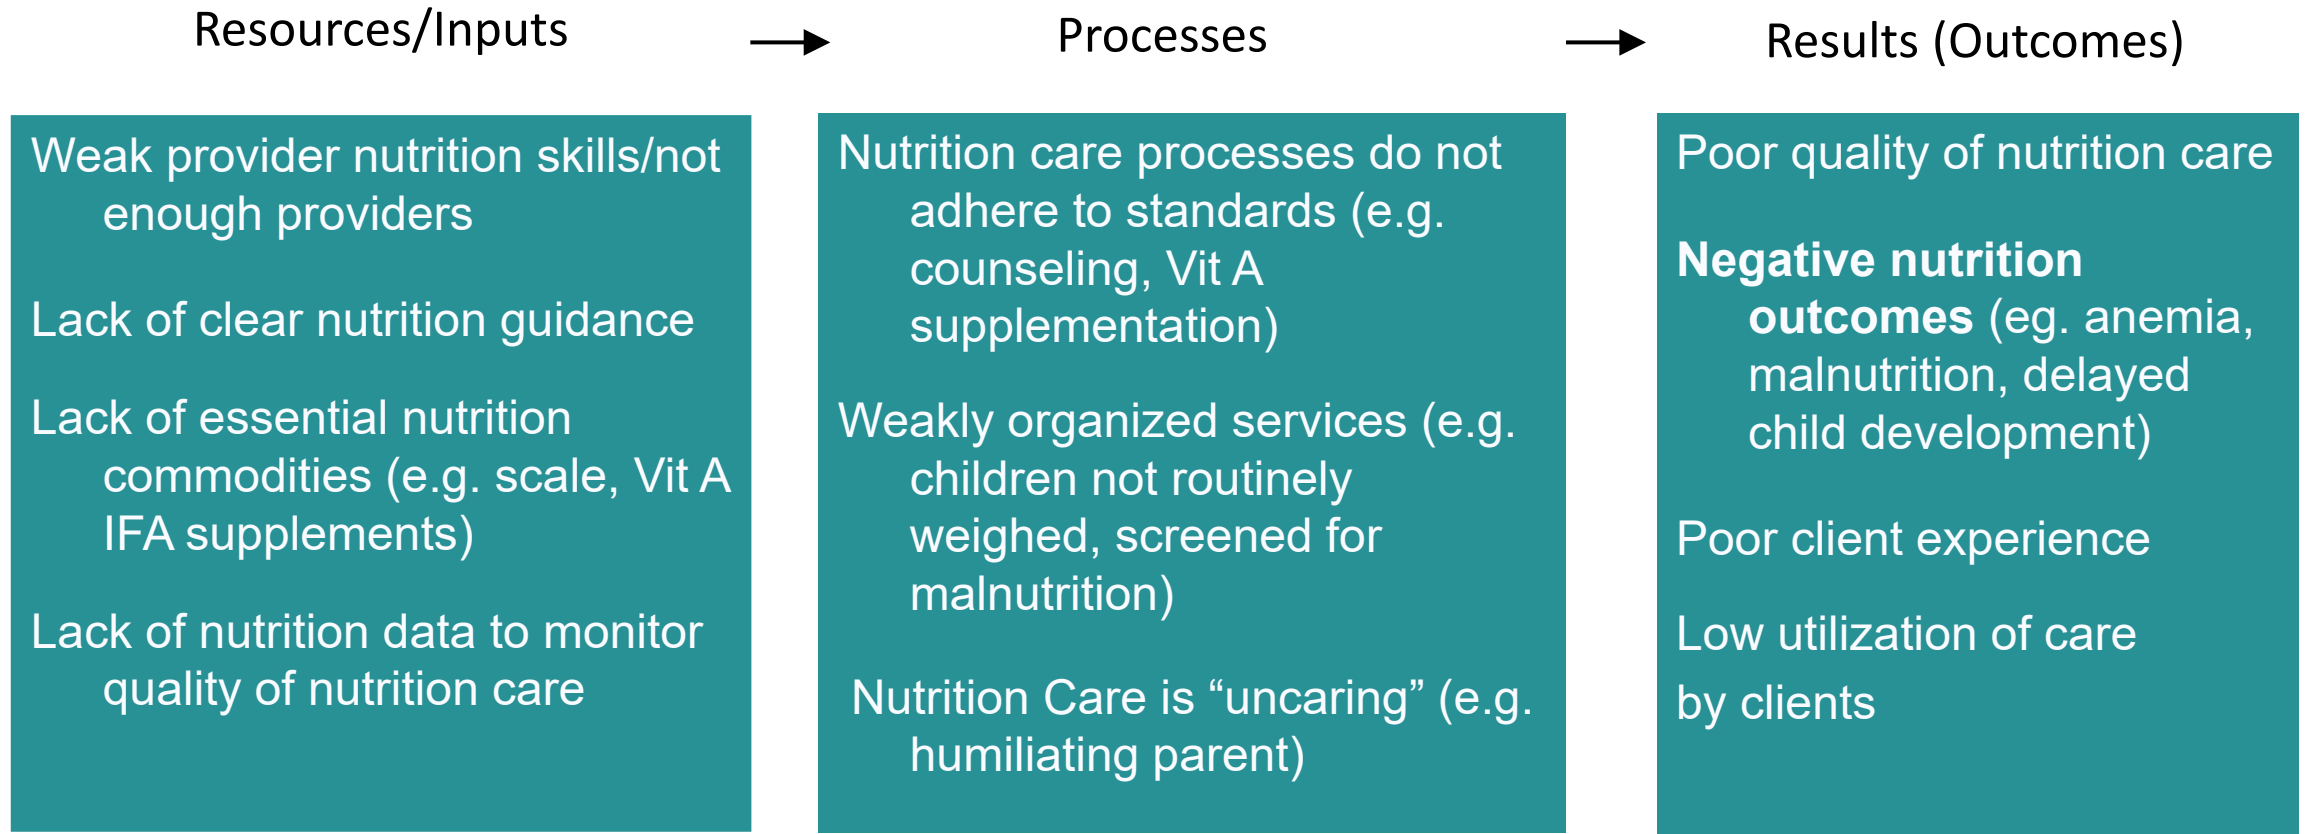 Resources/Inputs
Processes
Results (Outcomes)
Weak provider nutrition skills/not
enough providers
Lack of clear nutrition guidance
Lack of essential nutrition
commodities (e.g. scale, Vit A
IFA supplements)
Lack of nutrition data to monitor
quality of nutrition care
Nutrition care processes do not
adhere to standards (e.g.
counseling, Vit A
supplementation)
Weakly organized services (e.g.
children not routinely
weighed, screened for
malnutrition)
Nutrition Care is “uncaring” (e.g.
humiliating parent)
Poor quality of nutrition care
Negative nutrition
outcomes (eg. anemia,
malnutrition, delayed
child development)
Poor client experience
Low utilization of care
by clients